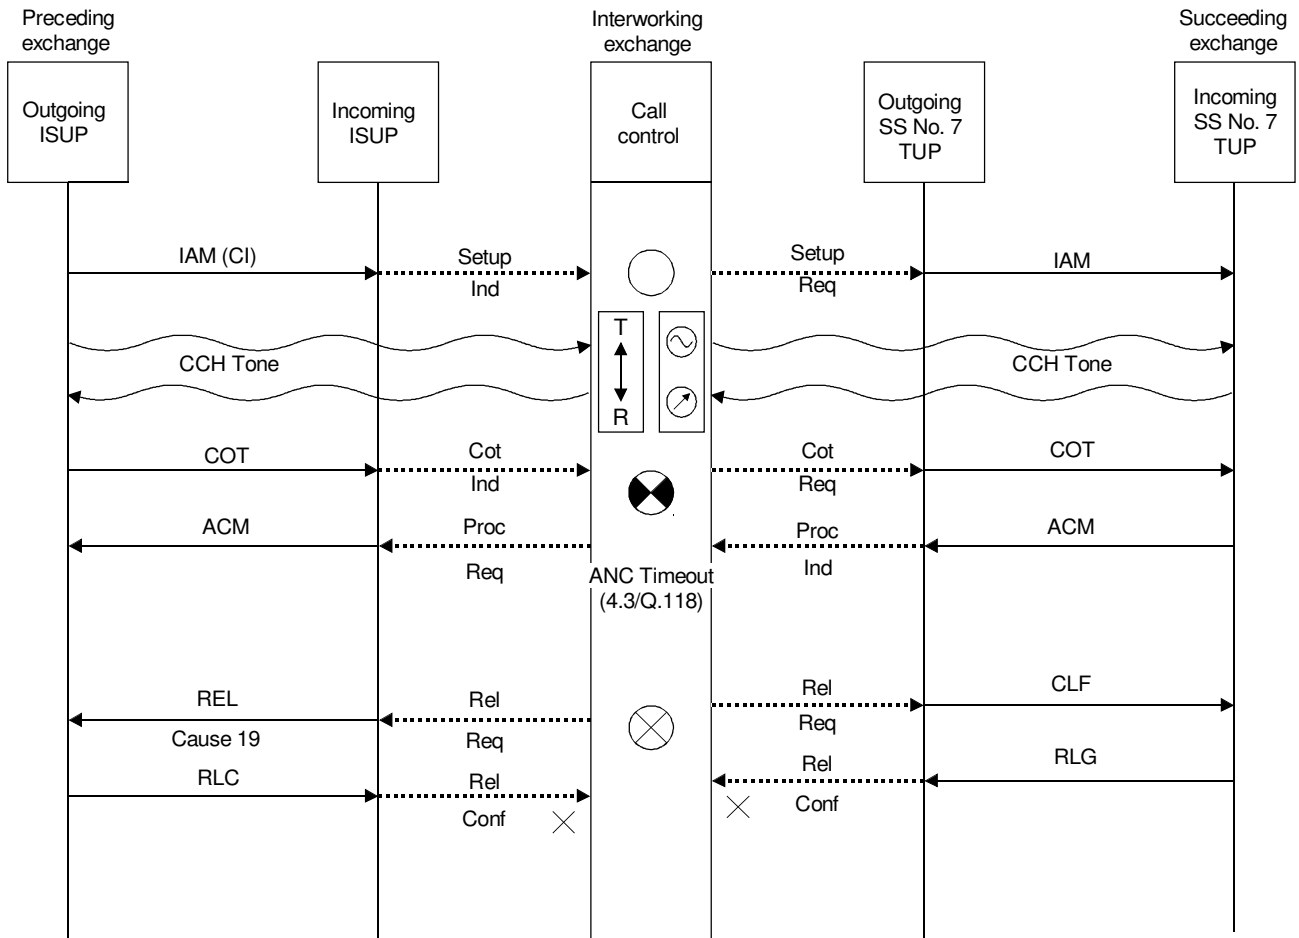 Preceding
exchange
Interworking
exchange
Succeeding
exchange
Outgoing
ISUP
Incoming
ISUP
Call
control
Outgoing
SS No. 7
TUP
Incoming
SS No. 7
TUP
IAM (CI)
Setup
Ind
Setup
Req
IAM
CCH Tone
T
R
CCH Tone
COT
Cot
Ind
Cot
Req
COT
ACM
Proc
Req
Proc
Ind
ACM
ANC Timeout
(4.3/Q.118)
REL
Cause 19
Rel
Req
Rel
Req
CLF
RLC
Rel
Conf
Rel
Conf
RLG